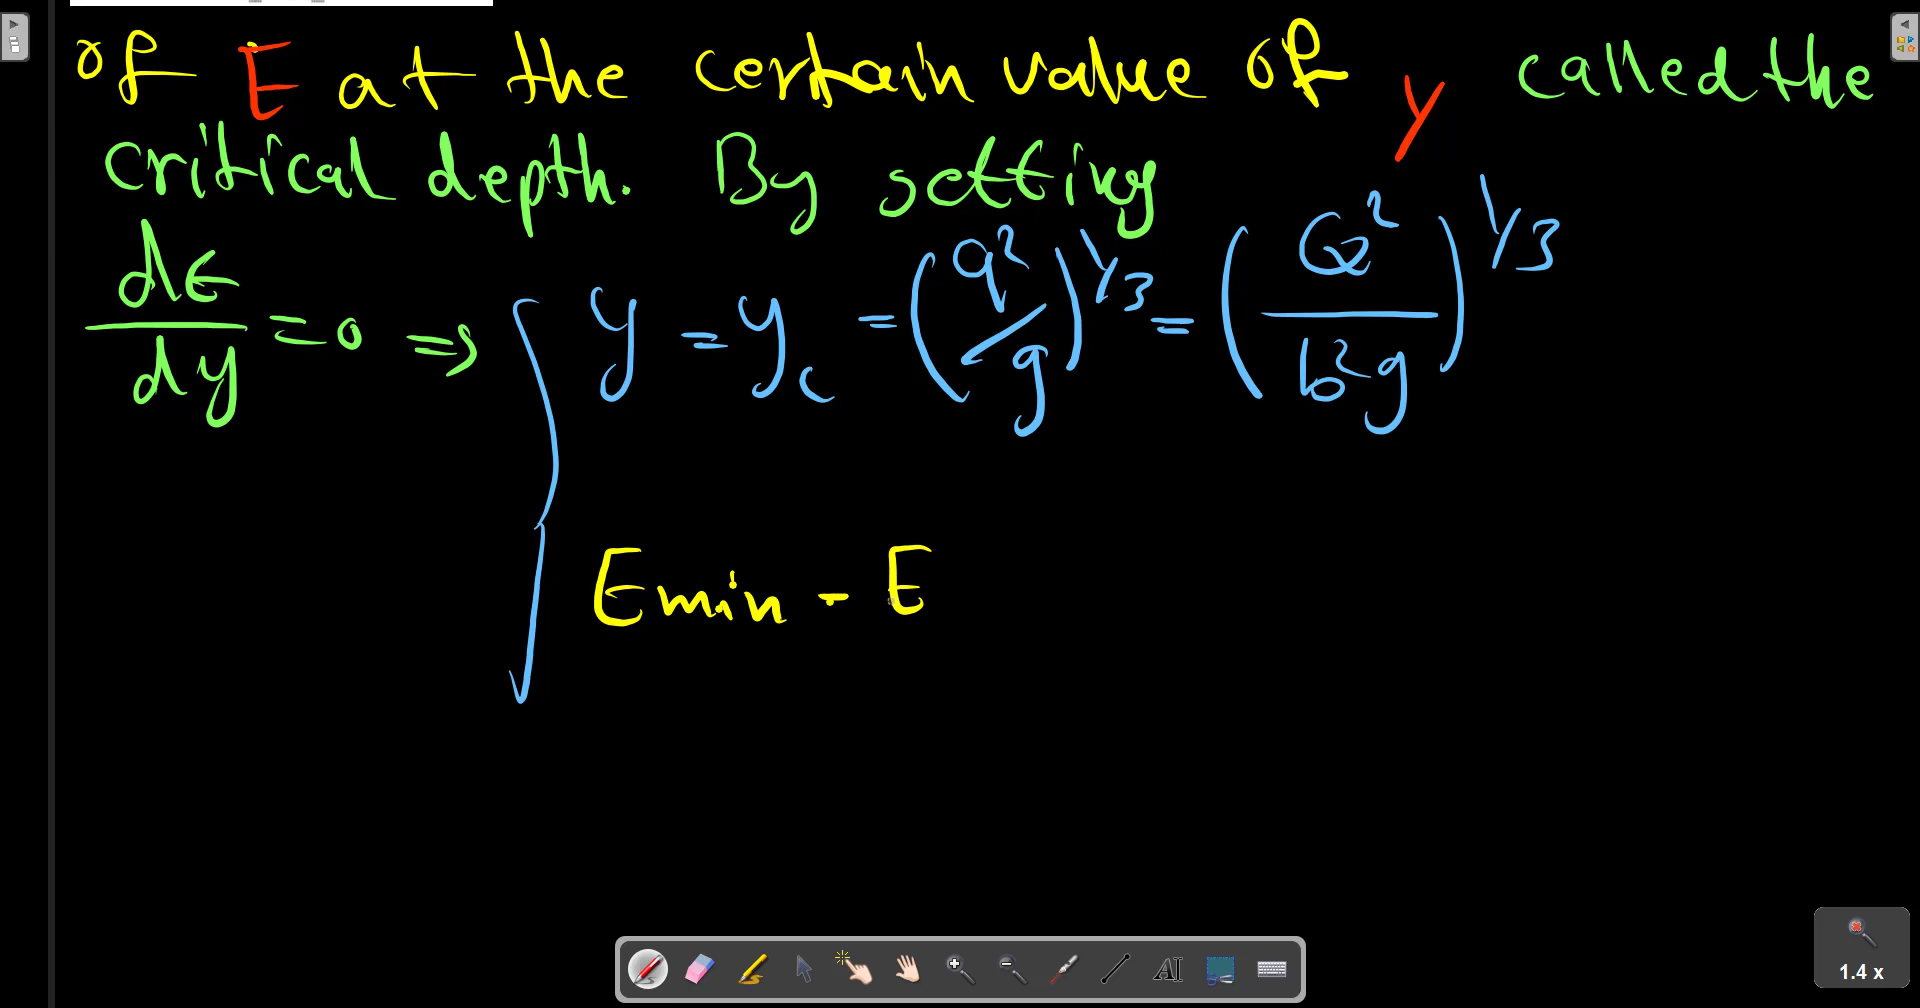 of E at the certain value of y called the
critical depth. By setting
dE/dy = 0 ⇒ { y = y_c = (q²/g)^1/3 = (Q²/b²g)^1/3
Emin - E
1.4 x